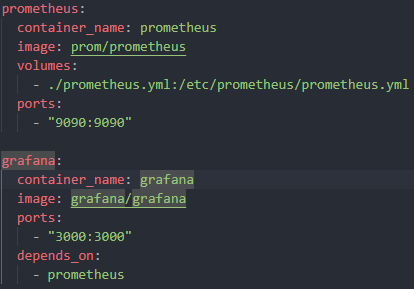 prometheus:
  container_name: prometheus
  image: prom/prometheus
  volumes:
    - ./prometheus.yml:/etc/prometheus/prometheus.yml
  ports:
    - "9090:9090"

grafana:
  container_name: grafana
  image: grafana/grafana
  ports:
    - "3000:3000"
  depends_on:
    - prometheus